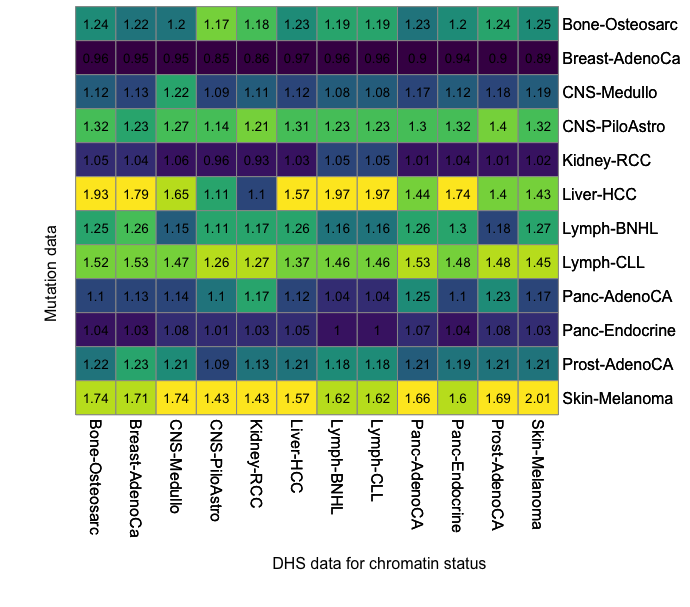 1.24 1.22 1.2 1.17 1.18 1.23 1.19 1.19 1.23 1.2 1.24 1.25 Bone-Osteosarc
0.96 0.95 0.95 0.85 0.86 0.97 0.96 0.96 0.9 0.94 0.9 0.89 Breast-AdenoCa
1.12 1.13 1.22 1.09 1.11 1.12 1.08 1.08 1.17 1.12 1.18 1.19 CNS-Medullo
1.32 1.23 1.27 1.14 1.21 1.31 1.23 1.23 1.3 1.32 1.4 1.32 CNS-PiloAstro
1.05 1.04 1.06 0.96 0.93 1.03 1.05 1.05 1.01 1.04 1.01 1.02 Kidney-RCC
1.93 1.79 1.65 1.11 1.1 1.57 1.97 1.97 1.44 1.74 1.4 1.43 Liver-HCC
1.25 1.26 1.15 1.11 1.17 1.26 1.16 1.16 1.26 1.3 1.18 1.27 Lymph-BNHL
1.52 1.53 1.47 1.26 1.27 1.37 1.46 1.46 1.53 1.48 1.48 1.45 Lymph-CLL
1.1 1.13 1.14 1.1 1.17 1.12 1.04 1.04 1.25 1.1 1.23 1.17 Panc-AdenoCA
1.04 1.03 1.08 1.01 1.03 1.05 1 1 1.07 1.04 1.08 1.03 Panc-Endocrine
1.22 1.23 1.21 1.09 1.13 1.21 1.18 1.18 1.21 1.19 1.21 1.21 Prost-AdenoCA
1.74 1.71 1.74 1.43 1.43 1.57 1.62 1.62 1.66 1.6 1.69 2.01 Skin-Melanoma
Mutation data
Bone-Osteosarc
Breast-AdenoCa
CNS-Medullo
CNS-PiloAstro
Kidney-RCC
Liver-HCC
Lymph-BNHL
Lymph-CLL
Panc-AdenoCA
Panc-Endocrine
Prost-AdenoCA
Skin-Melanoma
DHS data for chromatin status